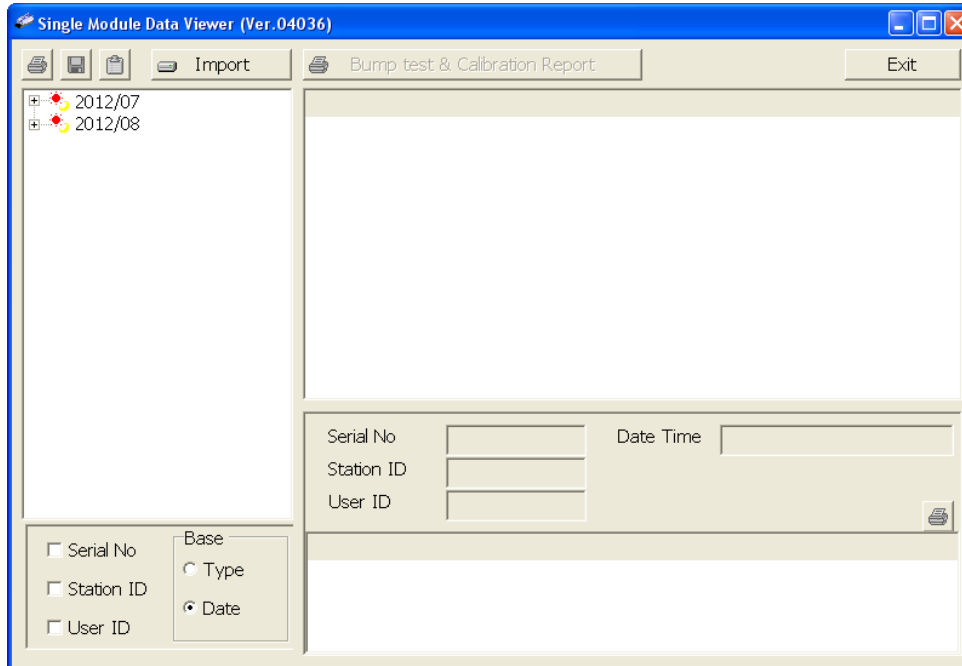 Single Module Data Viewer (Ver.04036)
Import
Bump test & Calibration Report
Exit
2012/07
2012/08
Serial No
Date Time
Station ID
User ID
Serial No
Station ID
User ID
Base
Type
Date